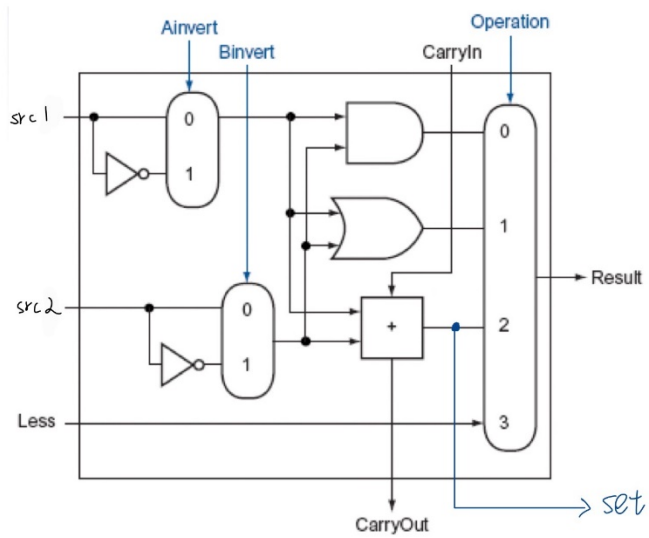 Operation
Ainvert
Binvert
CarryIn
src1
0
1
0
1
Result
src2
0
1
+
2
Less
3
CarryOut
set